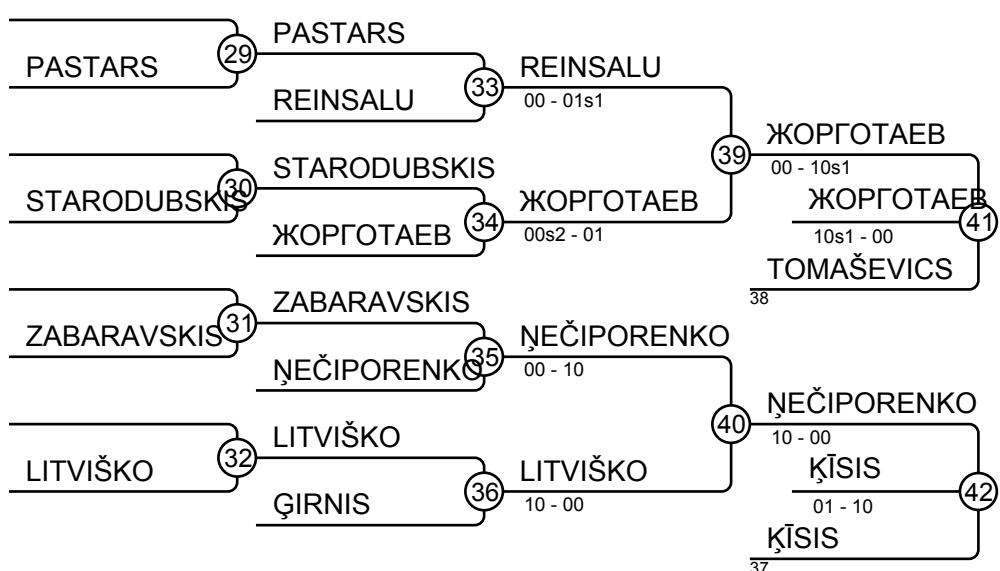 PASTARS
29
PASTARS
REINSALU
33
REINSALU
00 - 01s1
STARODUBSKIS
30
STARODUBSKIS
ЖОРГОТАЕВ
34
ЖОРГОТАЕВ
00s2 - 01
39
ЖОРГОТАЕВ
00 - 10s1
ЖОРГОТАЕВ
10s1 - 00
41
TOMAŠEVICS
38
ZABARAVSKIS
31
ZABARAVSKIS
ŅEČIPORENKO
35
ŅEČIPORENKO
00 - 10
LITVIŠKO
32
LITVIŠKO
ĢIRNIS
36
LITVIŠKO
10 - 00
40
ŅEČIPORENKO
10 - 00
ĶĪSIS
01 - 10
42
ĶĪSIS
37